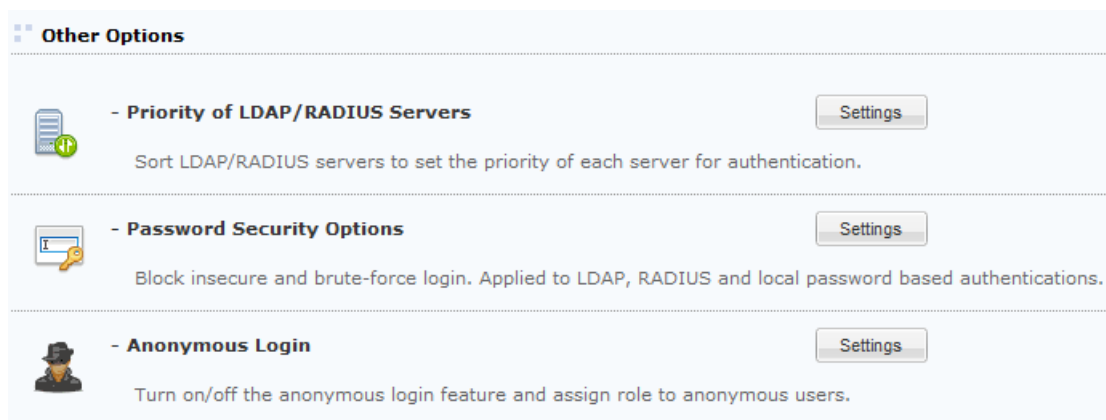 Other Options
- Priority of LDAP/RADIUS Servers
Settings
Sort LDAP/RADIUS servers to set the priority of each server for authentication.
- Password Security Options
Settings
Block insecure and brute-force login. Applied to LDAP, RADIUS and local password based authentications.
- Anonymous Login
Settings
Turn on/off the anonymous login feature and assign role to anonymous users.